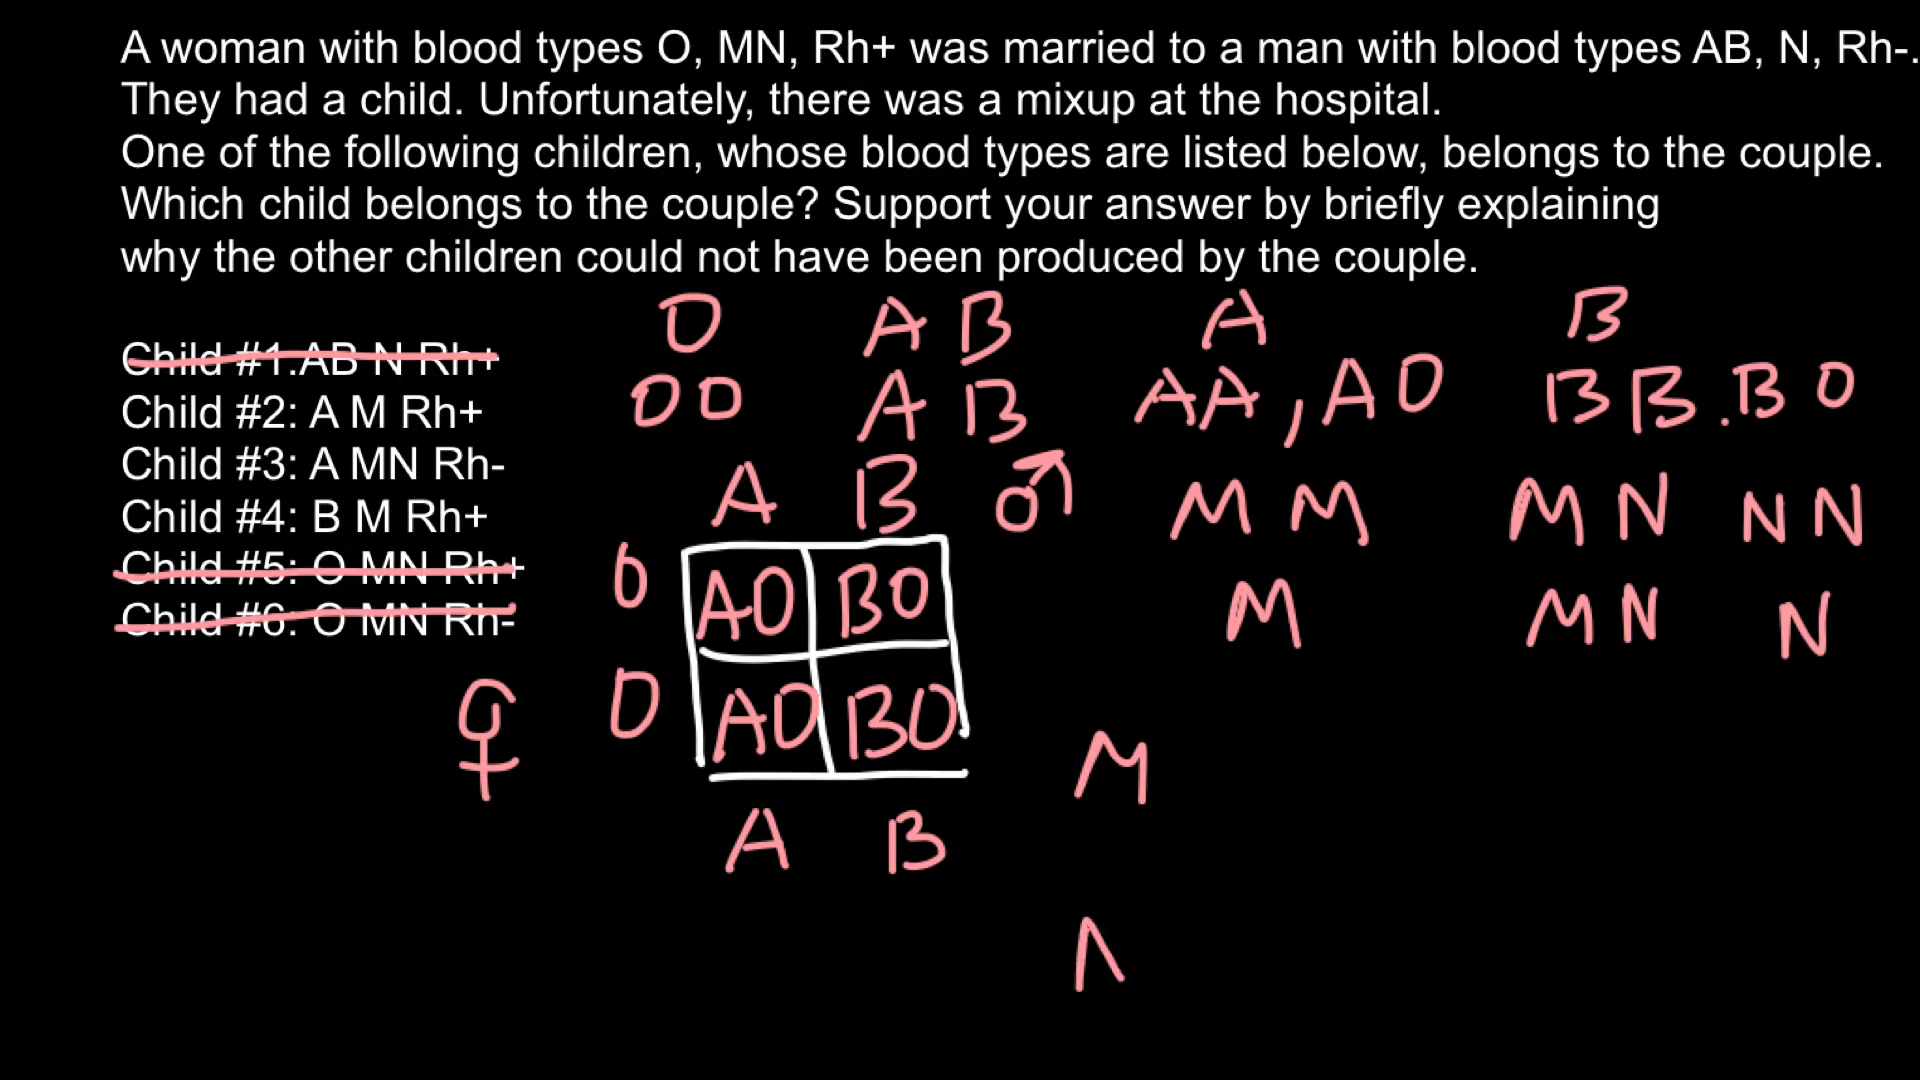 A woman with blood types O, MN, Rh+ was married to a man with blood types AB, N, Rh-.
They had a child. Unfortunately, there was a mixup at the hospital.
One of the following children, whose blood types are listed below, belongs to the couple.
Which child belongs to the couple? Support your answer by briefly explaining
why the other children could not have been produced by the couple.
O AB A B
Child #1:AB N Rh+
OO AB AA, AO BB.BO
Child #2: A M Rh+
Child #3: A MN Rh-
A B ♂ MM MN NN
Child #4: B M Rh+
Child #5: O MN Rh+
O AO BO
Child #6: O MN Rh-
M MN N
♀ O AO BO
M
A B